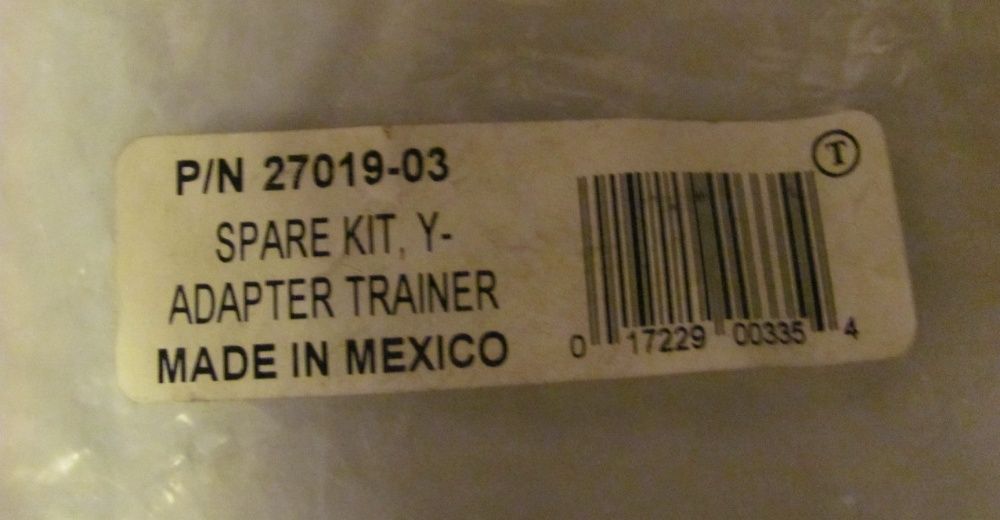 P/N 27019-03
SPARE KIT, Y-
ADAPTER TRAINER
MADE IN MEXICO
T
0 17229 00335 4